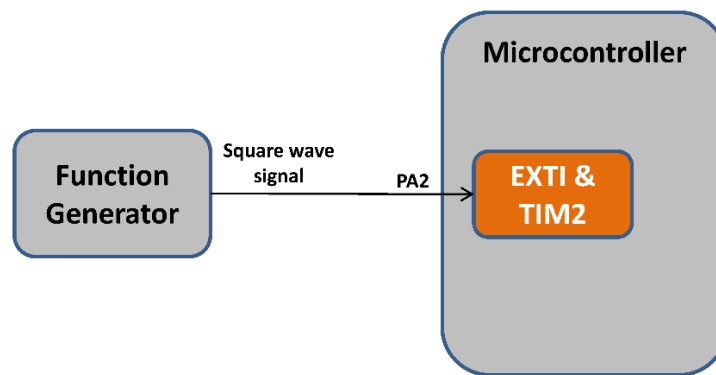 Microcontroller
Function
Generator
Square wave
signal
PA2
EXTI &
TIM2